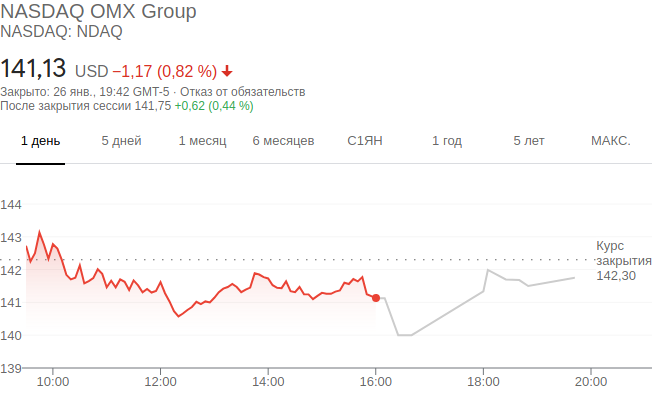 NASDAQ OMX Group
NASDAQ: NDAQ
141,13 USD −1,17 (0,82 %)
Закрыто: 26 янв., 19:42 GMT-5 · Отказ от обязательств
После закрытия сессии 141,75 +0,62 (0,44 %)
1 день 5 дней 1 месяц 6 месяцев С1ЯН 1 год 5 лет МАКС.
144
143
Курс
закрытия
142,30
142
141
140
139
10:00 12:00 14:00 16:00 18:00 20:00